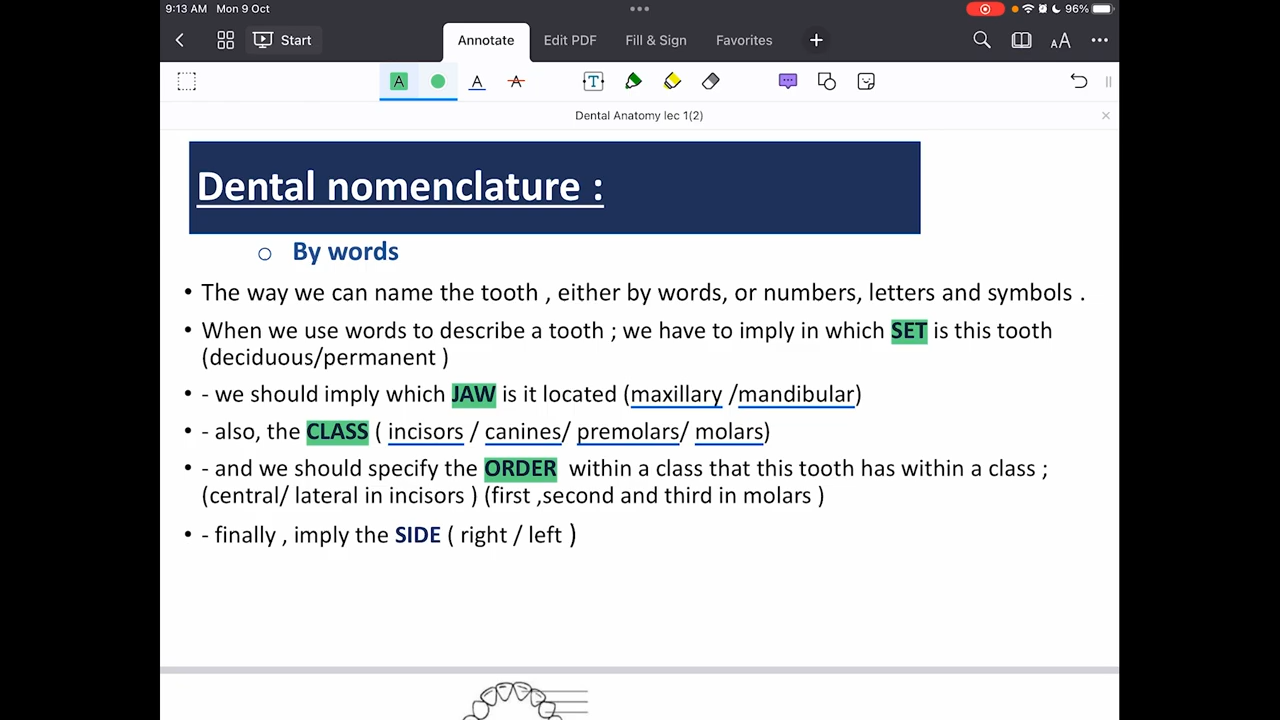 9:13 AM Mon 9 Oct
96%
Start
Annotate
Edit PDF
Fill & Sign
Favorites
+
AA
A
A
A
T
Dental Anatomy lec 1(2)
Dental nomenclature :
o By words
• The way we can name the tooth , either by words, or numbers, letters and symbols .
• When we use words to describe a tooth ; we have to imply in which SET is this tooth
(deciduous/permanent )
• - we should imply which JAW is it located (maxillary /mandibular)
• - also, the CLASS ( incisors / canines/ premolars/ molars)
• - and we should specify the ORDER within a class that this tooth has within a class ;
(central/ lateral in incisors ) (first ,second and third in molars )
• - finally , imply the SIDE ( right / left )